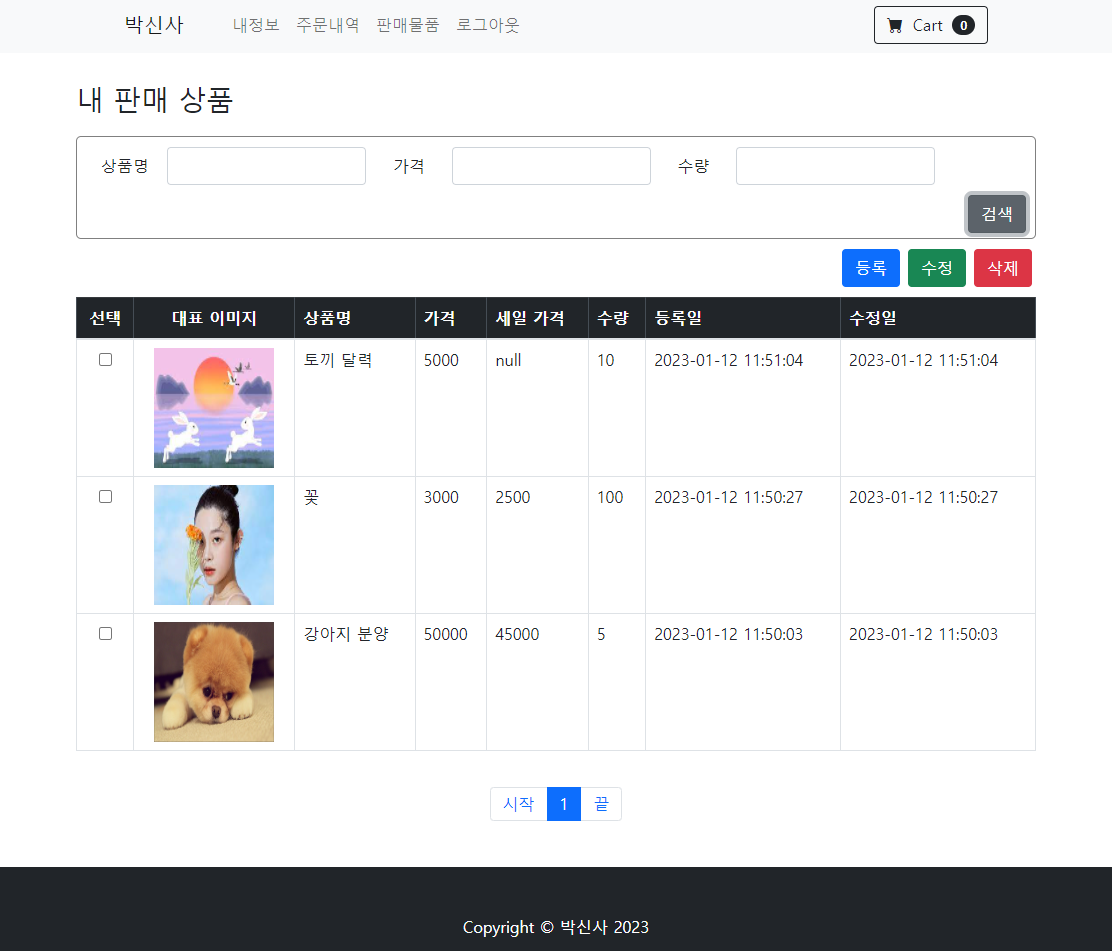 박신사 내정보 주문내역 판매물품 로그아웃 Cart 0
내 판매 상품
상품명 가격 수량
검색
등록 수정 삭제
선택 대표 이미지 상품명 가격 세일 가격 수량 등록일 수정일
토끼 달력 5000 null 10 2023-01-12 11:51:04 2023-01-12 11:51:04
꽃 3000 2500 100 2023-01-12 11:50:27 2023-01-12 11:50:27
강아지 분양 50000 45000 5 2023-01-12 11:50:03 2023-01-12 11:50:03
시작 1 끝
Copyright © 박신사 2023